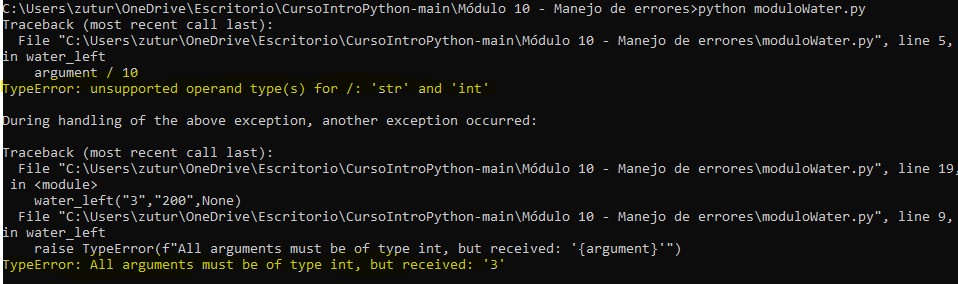 C:\Users\zutur\OneDrive\Escritorio\CursoIntroPython-main\Módulo 10 - Manejo de errores>python moduloWater.py
Traceback (most recent call last):
  File "C:\Users\zutur\OneDrive\Escritorio\CursoIntroPython-main\Módulo 10 - Manejo de errores\moduloWater.py", line 5,
in water_left
    argument / 10
TypeError: unsupported operand type(s) for /: 'str' and 'int'

During handling of the above exception, another exception occurred:

Traceback (most recent call last):
  File "C:\Users\zutur\OneDrive\Escritorio\CursoIntroPython-main\Módulo 10 - Manejo de errores\moduloWater.py", line 19,
 in <module>
    water_left("3","200",None)
  File "C:\Users\zutur\OneDrive\Escritorio\CursoIntroPython-main\Módulo 10 - Manejo de errores\moduloWater.py", line 9,
in water_left
    raise TypeError(f"All arguments must be of type int, but received: '{argument}'")
TypeError: All arguments must be of type int, but received: '3'